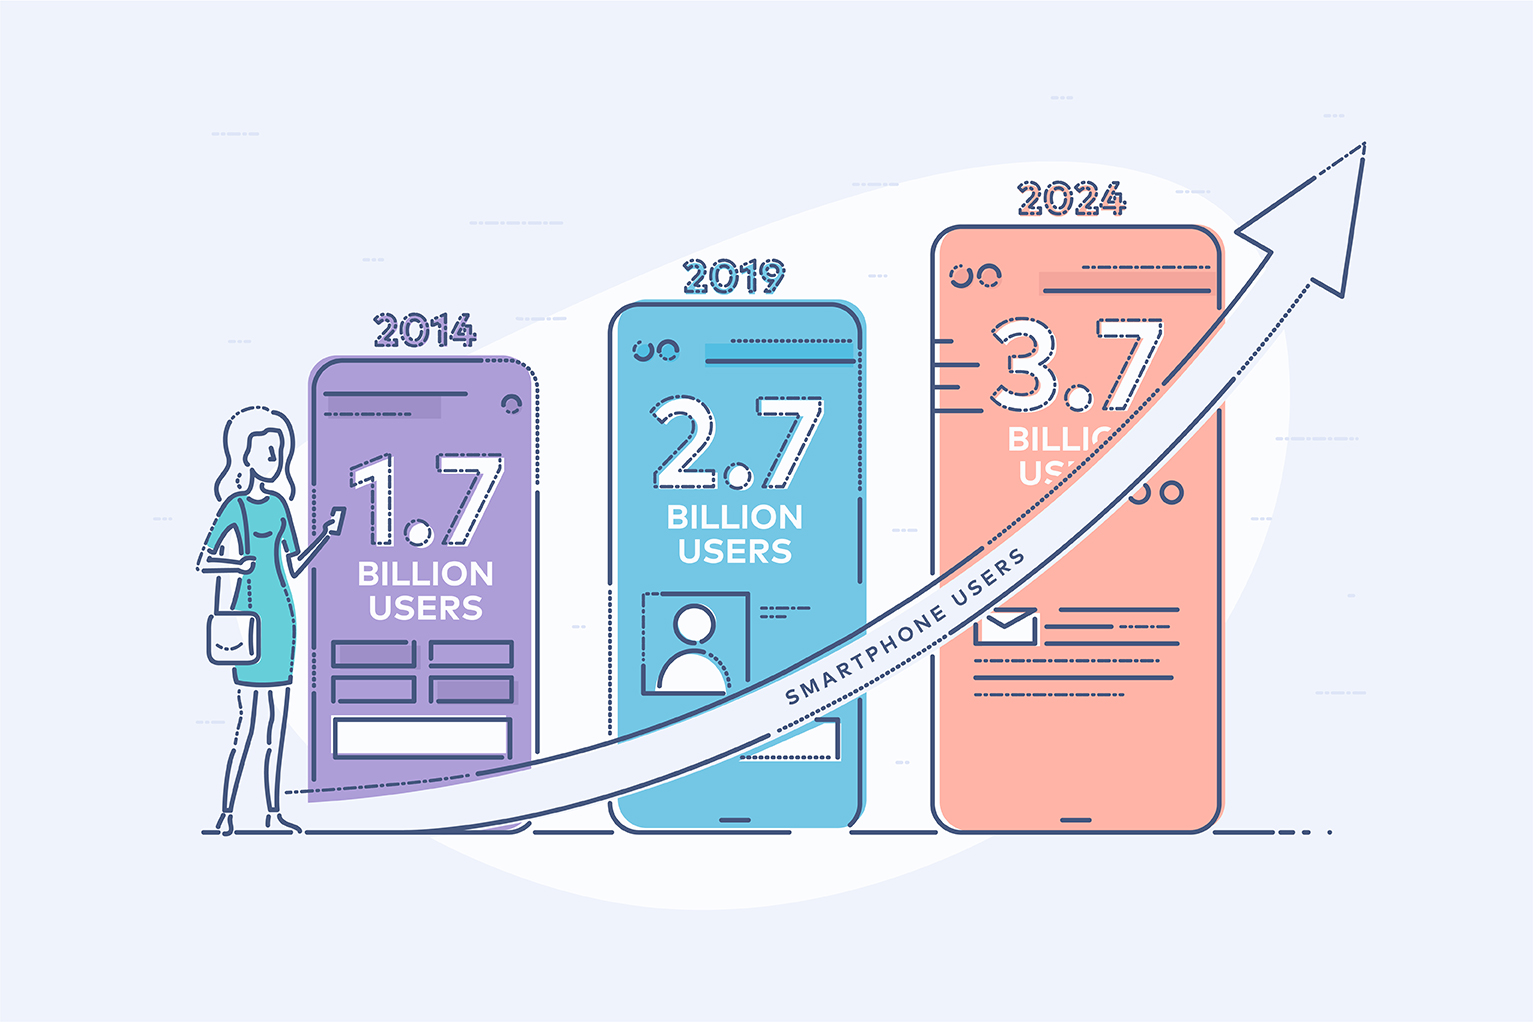 2014
1.7
BILLION
USERS
2019
2.7
BILLION
USERS
2024
3.7
SMARTPHONE USERS